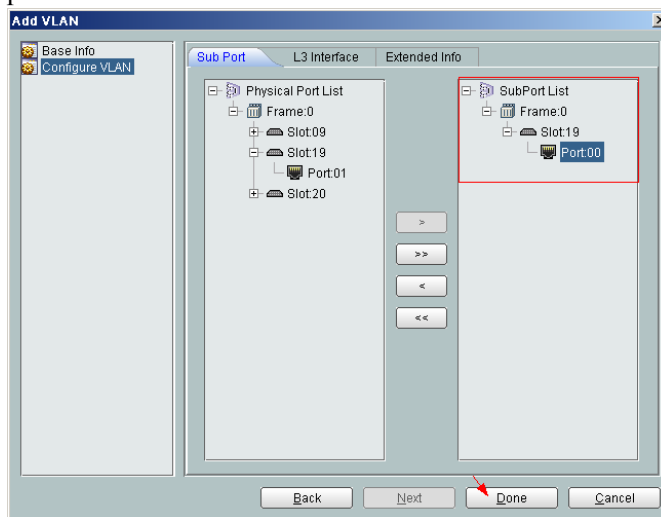 Add VLAN
Base Info
Configure VLAN
Sub Port
L3 Interface
Extended Info
Physical Port List
Frame:0
Slot:09
Slot:19
Port:01
Slot:20
>
>>
<
<<
SubPort List
Frame:0
Slot:19
Port:00
Back
Next
Done
Cancel